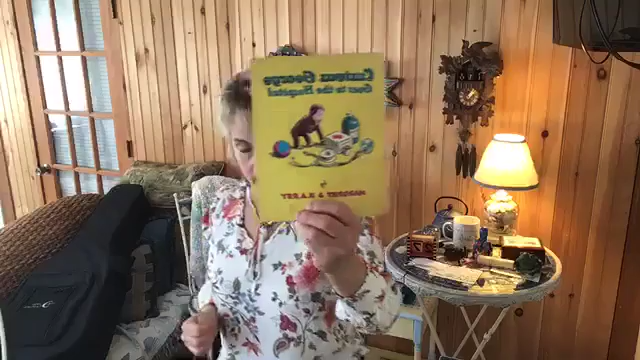 Curious George
Goes to the Hospital
by
MARGRET & H.A. REY